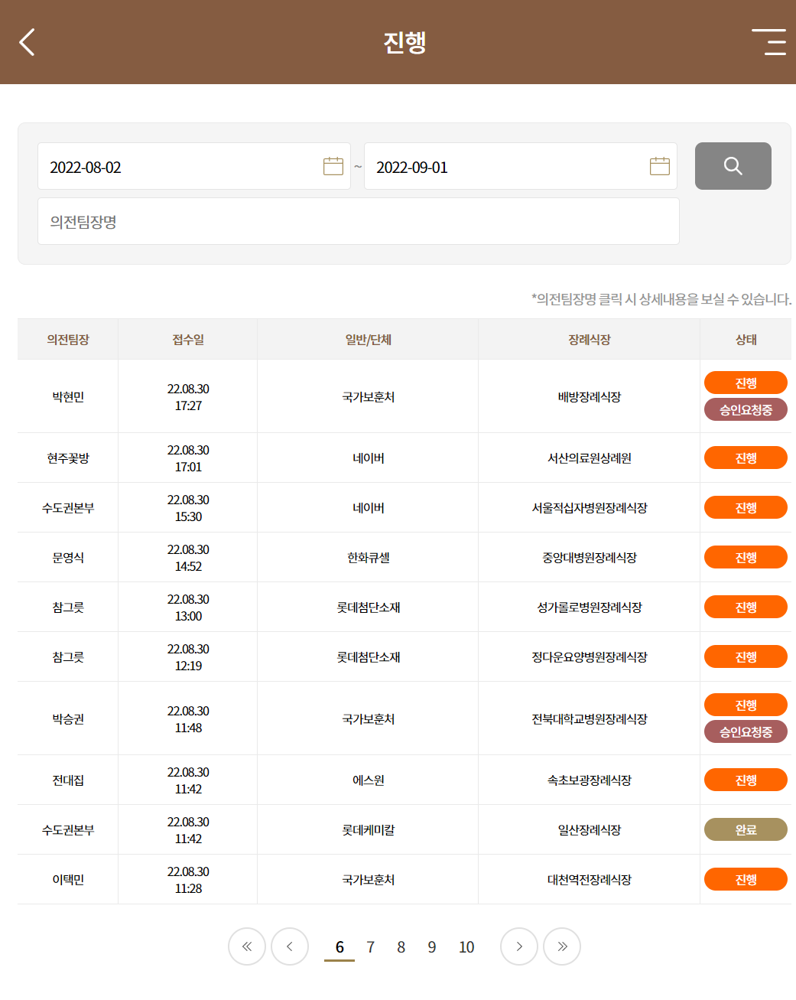 진행
2022-08-02 ~ 2022-09-01
의전팀장명
*의전팀장명 클릭 시 상세내용을 보실 수 있습니다.
의전팀장 접수일 일반/단체 장례식장 상태
박현민 22.08.30 17:27 국가보훈처 배방장례식장 진행 승인요청중
현주꽃방 22.08.30 17:01 네이버 서산의료원상례원 진행
수도권본부 22.08.30 15:30 네이버 서울적십자병원장례식장 진행
문영식 22.08.30 14:52 한화큐셀 중앙대병원장례식장 진행
참그릇 22.08.30 13:00 롯데첨단소재 성가롤로병원장례식장 진행
참그릇 22.08.30 12:19 롯데첨단소재 정다운요양병원장례식장 진행
박승권 22.08.30 11:48 국가보훈처 전북대학교병원장례식장 진행 승인요청중
전대집 22.08.30 11:42 에스원 속초보광장례식장 진행
수도권본부 22.08.30 11:42 롯데케미칼 일산장례식장 완료
이택민 22.08.30 11:28 국가보훈처 대천역전장례식장 진행
6 7 8 9 10